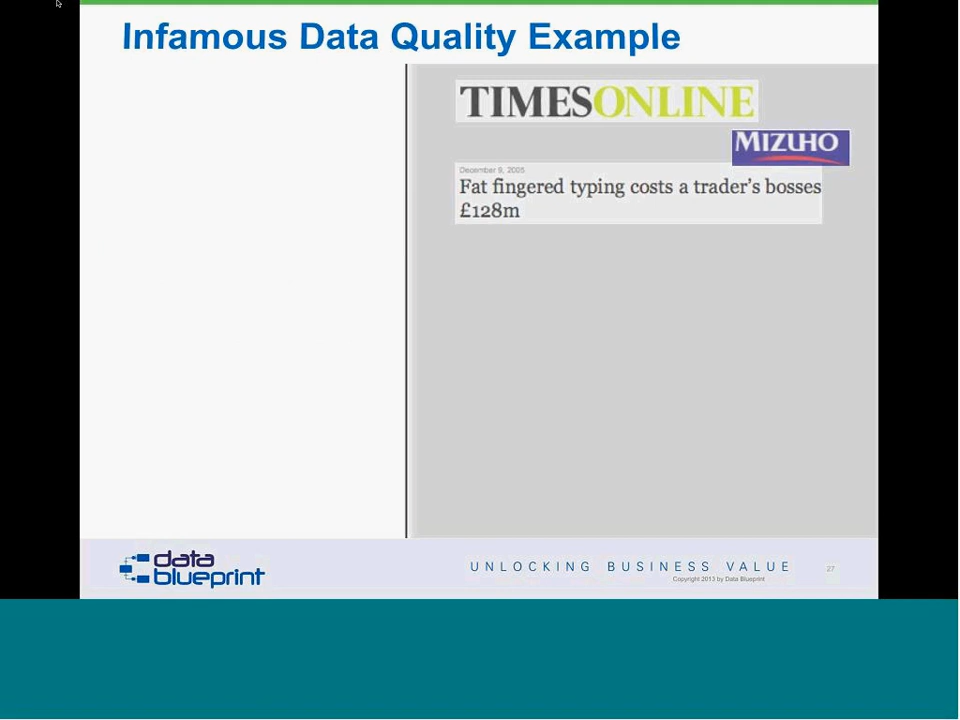 Infamous Data Quality Example
TIMESONLINE
MIZUHO
December 9, 2005
Fat fingered typing costs a trader's bosses
£128m
data
blueprint
UNLOCKING BUSINESS VALUE
27
Copyright 2013 by Data Blueprint